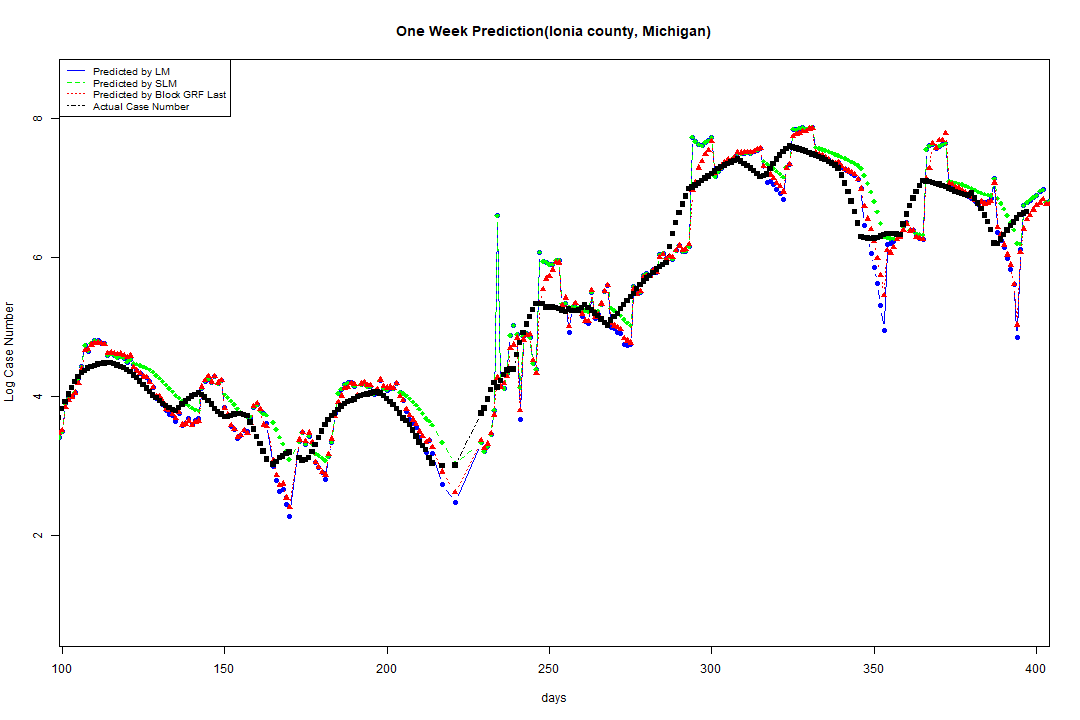 One Week Prediction(Ionia county, Michigan)
Predicted by LM
Predicted by SLM
Predicted by Block GRF Last
Actual Case Number
Log Case Number
8
6
4
2
100 150 200 250 300 350 400
days